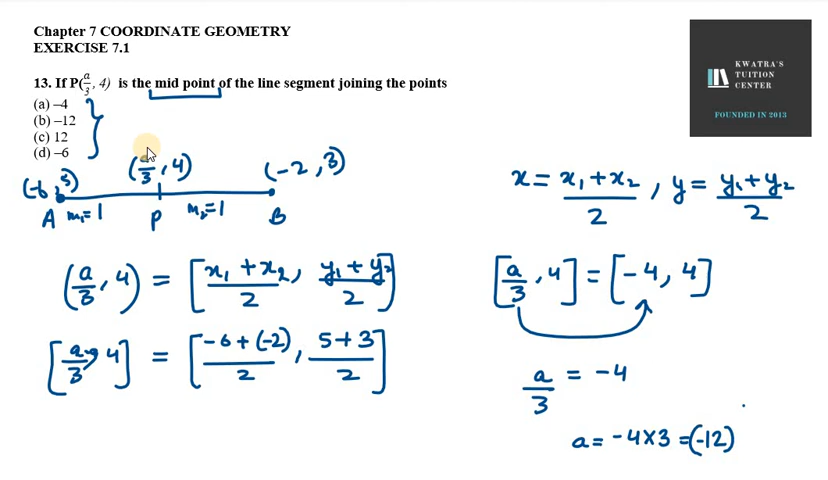 Chapter 7 COORDINATE GEOMETRY
EXERCISE 7.1
KWATRA'S
TUITION
CENTER
FOUNDED IN 2013
13. If P(a/3, 4) is the mid point of the line segment joining the points
(a) –4
(b) –12
(c) 12
(d) –6
(-6, 5) (a/3, 4) (-2, 3)
A m₁=1 P m₂=1 B
x = x₁+x₂/2, y = y₁+y₂/2
(a/3, 4) = [x₁+x₂/2, y₁+y₂/2]
[a/3, 4] = [-6+(-2)/2, 5+3/2]
[a/3, 4] = [-4, 4]
a/3 = -4
a = -4×3 = (-12)